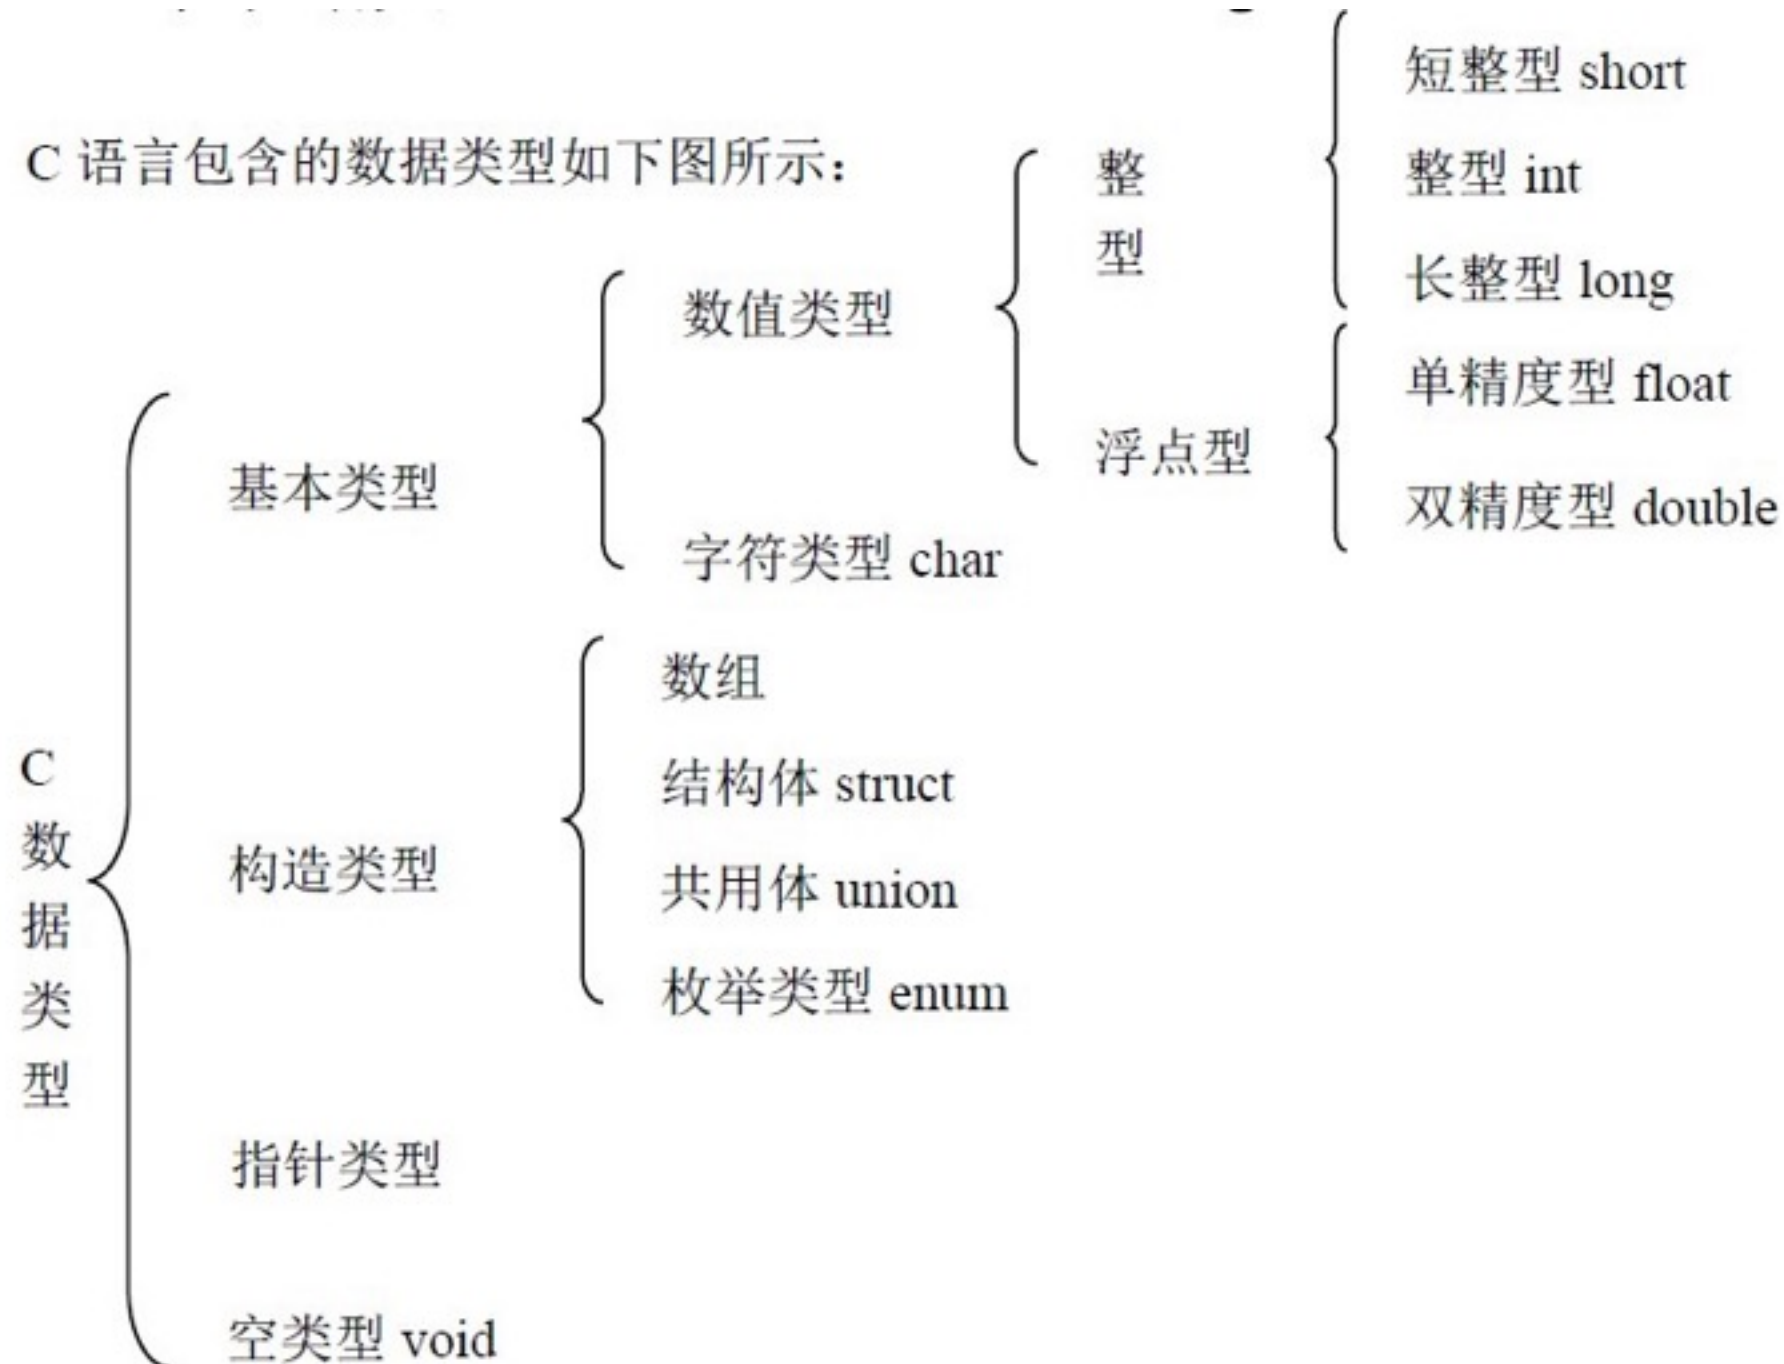 C 语言包含的数据类型如下图所示：
C
数
据
类
型
基本类型
数值类型
整
型
短整型 short
整型 int
长整型 long
浮点型
单精度型 float
双精度型 double
字符类型 char
构造类型
数组
结构体 struct
共用体 union
枚举类型 enum
指针类型
空类型 void